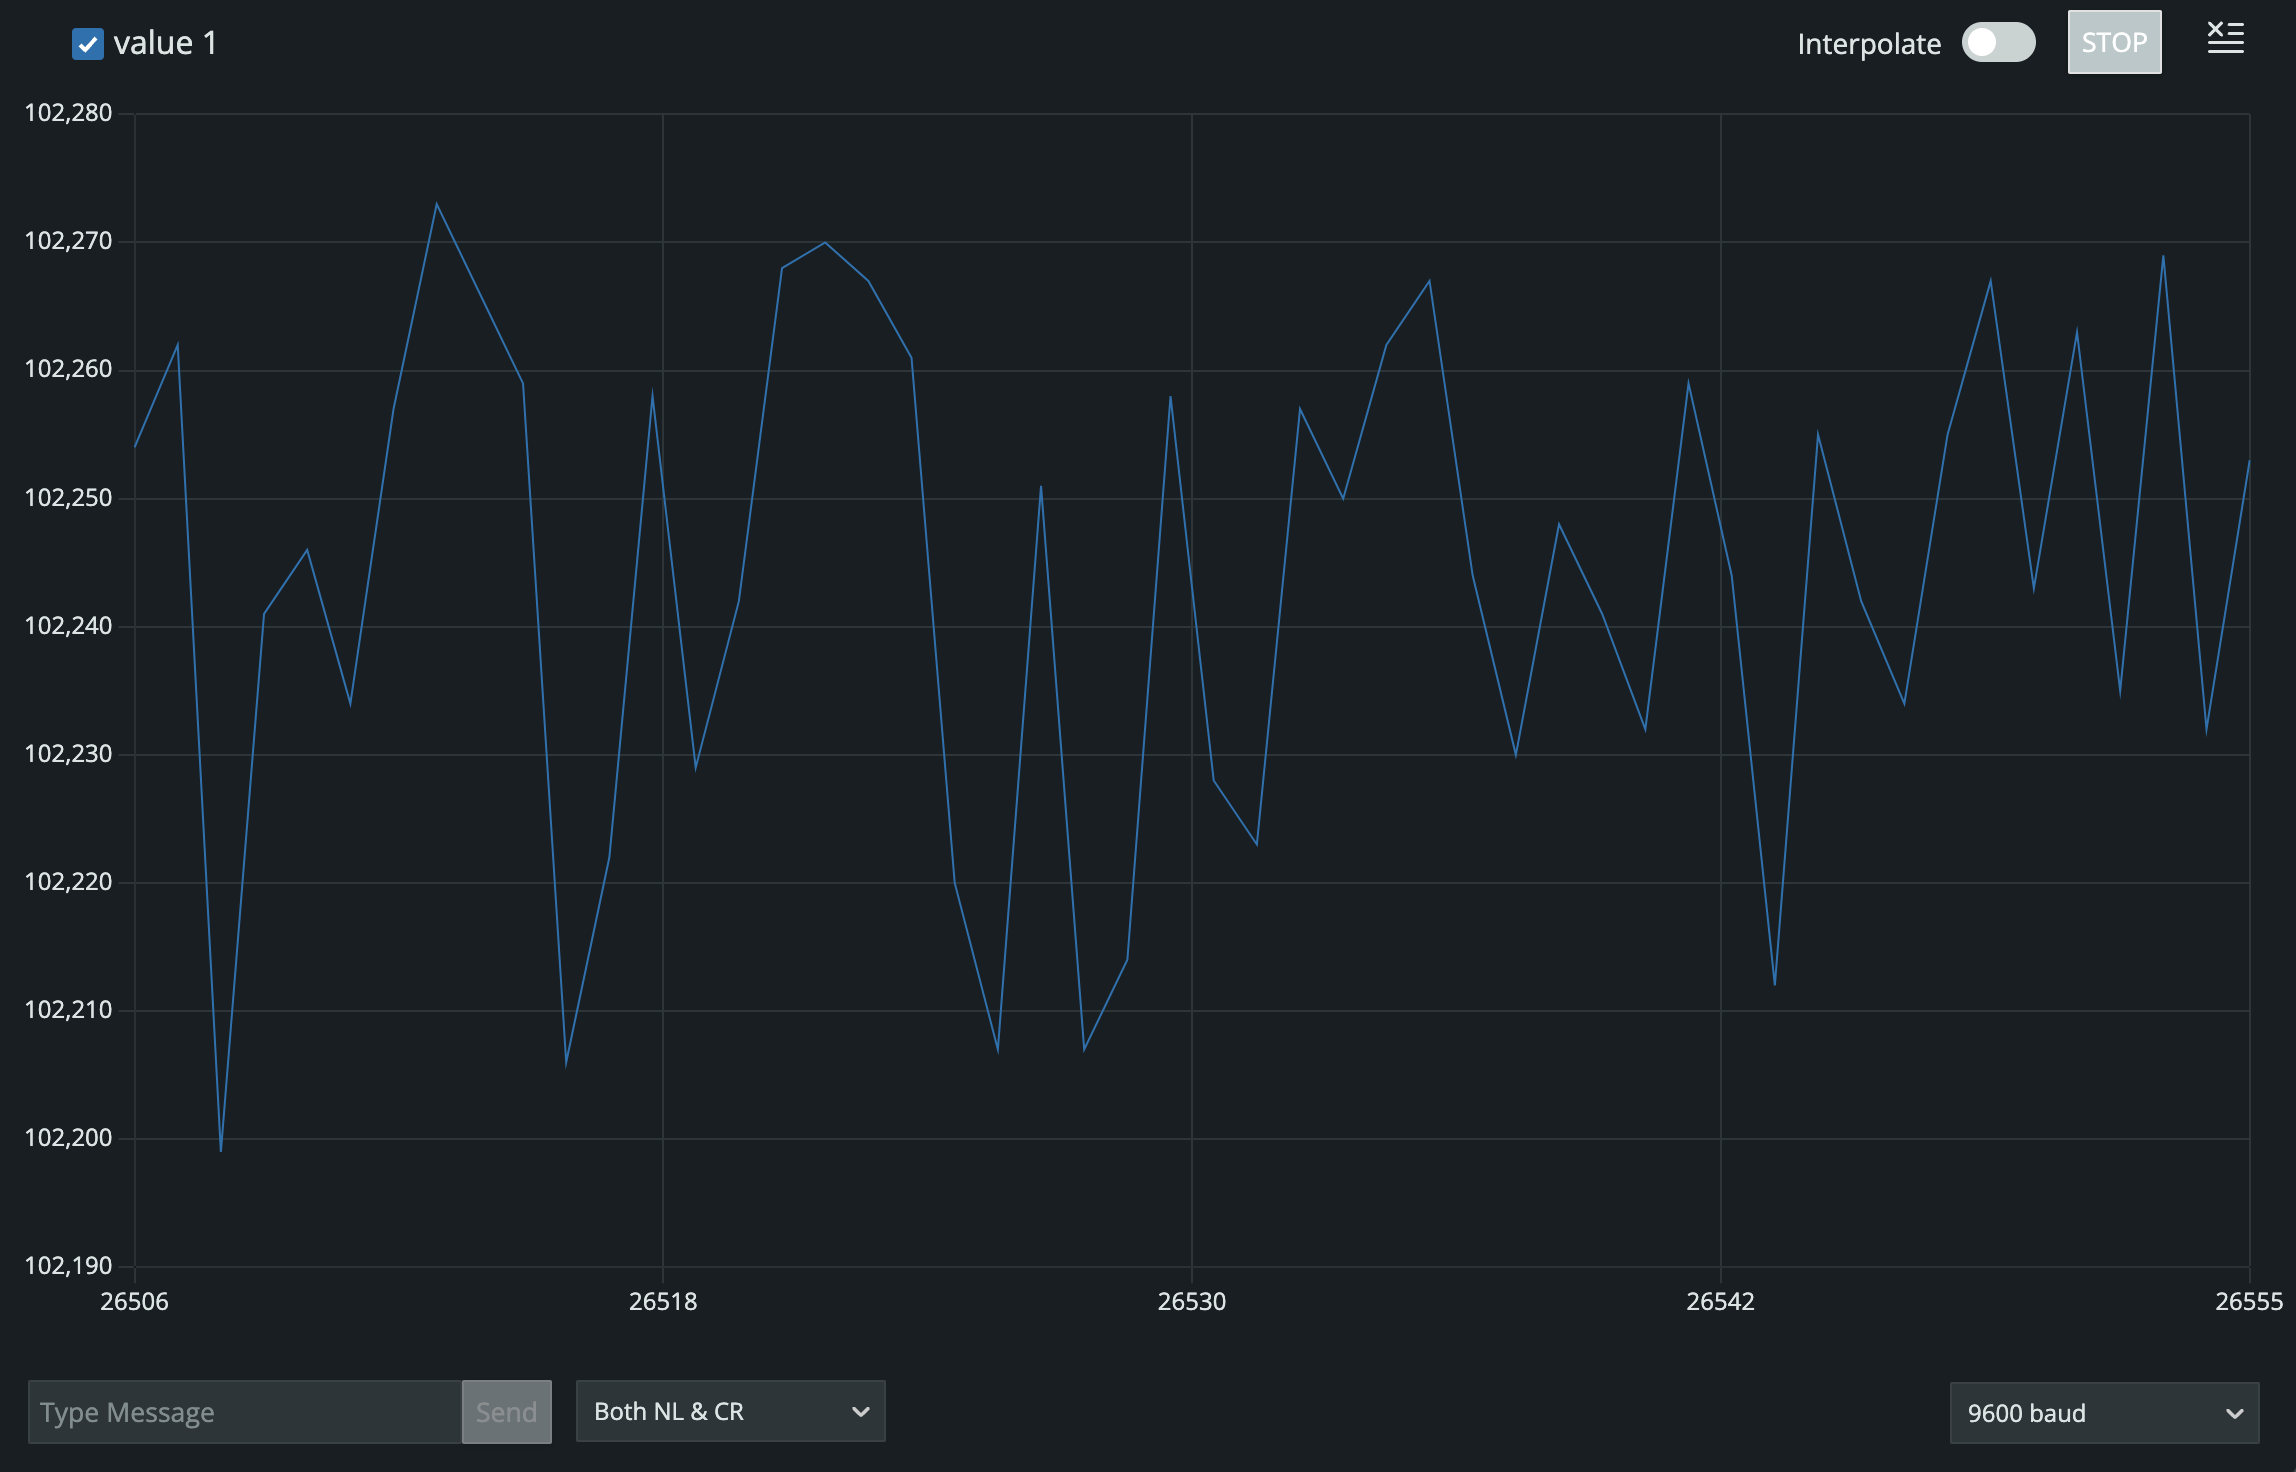 value 1
Interpolate
STOP
102,280
102,270
102,260
102,250
102,240
102,230
102,220
102,210
102,200
102,190
26506 26518 26530 26542 26555
Type Message
Send
Both NL & CR
9600 baud